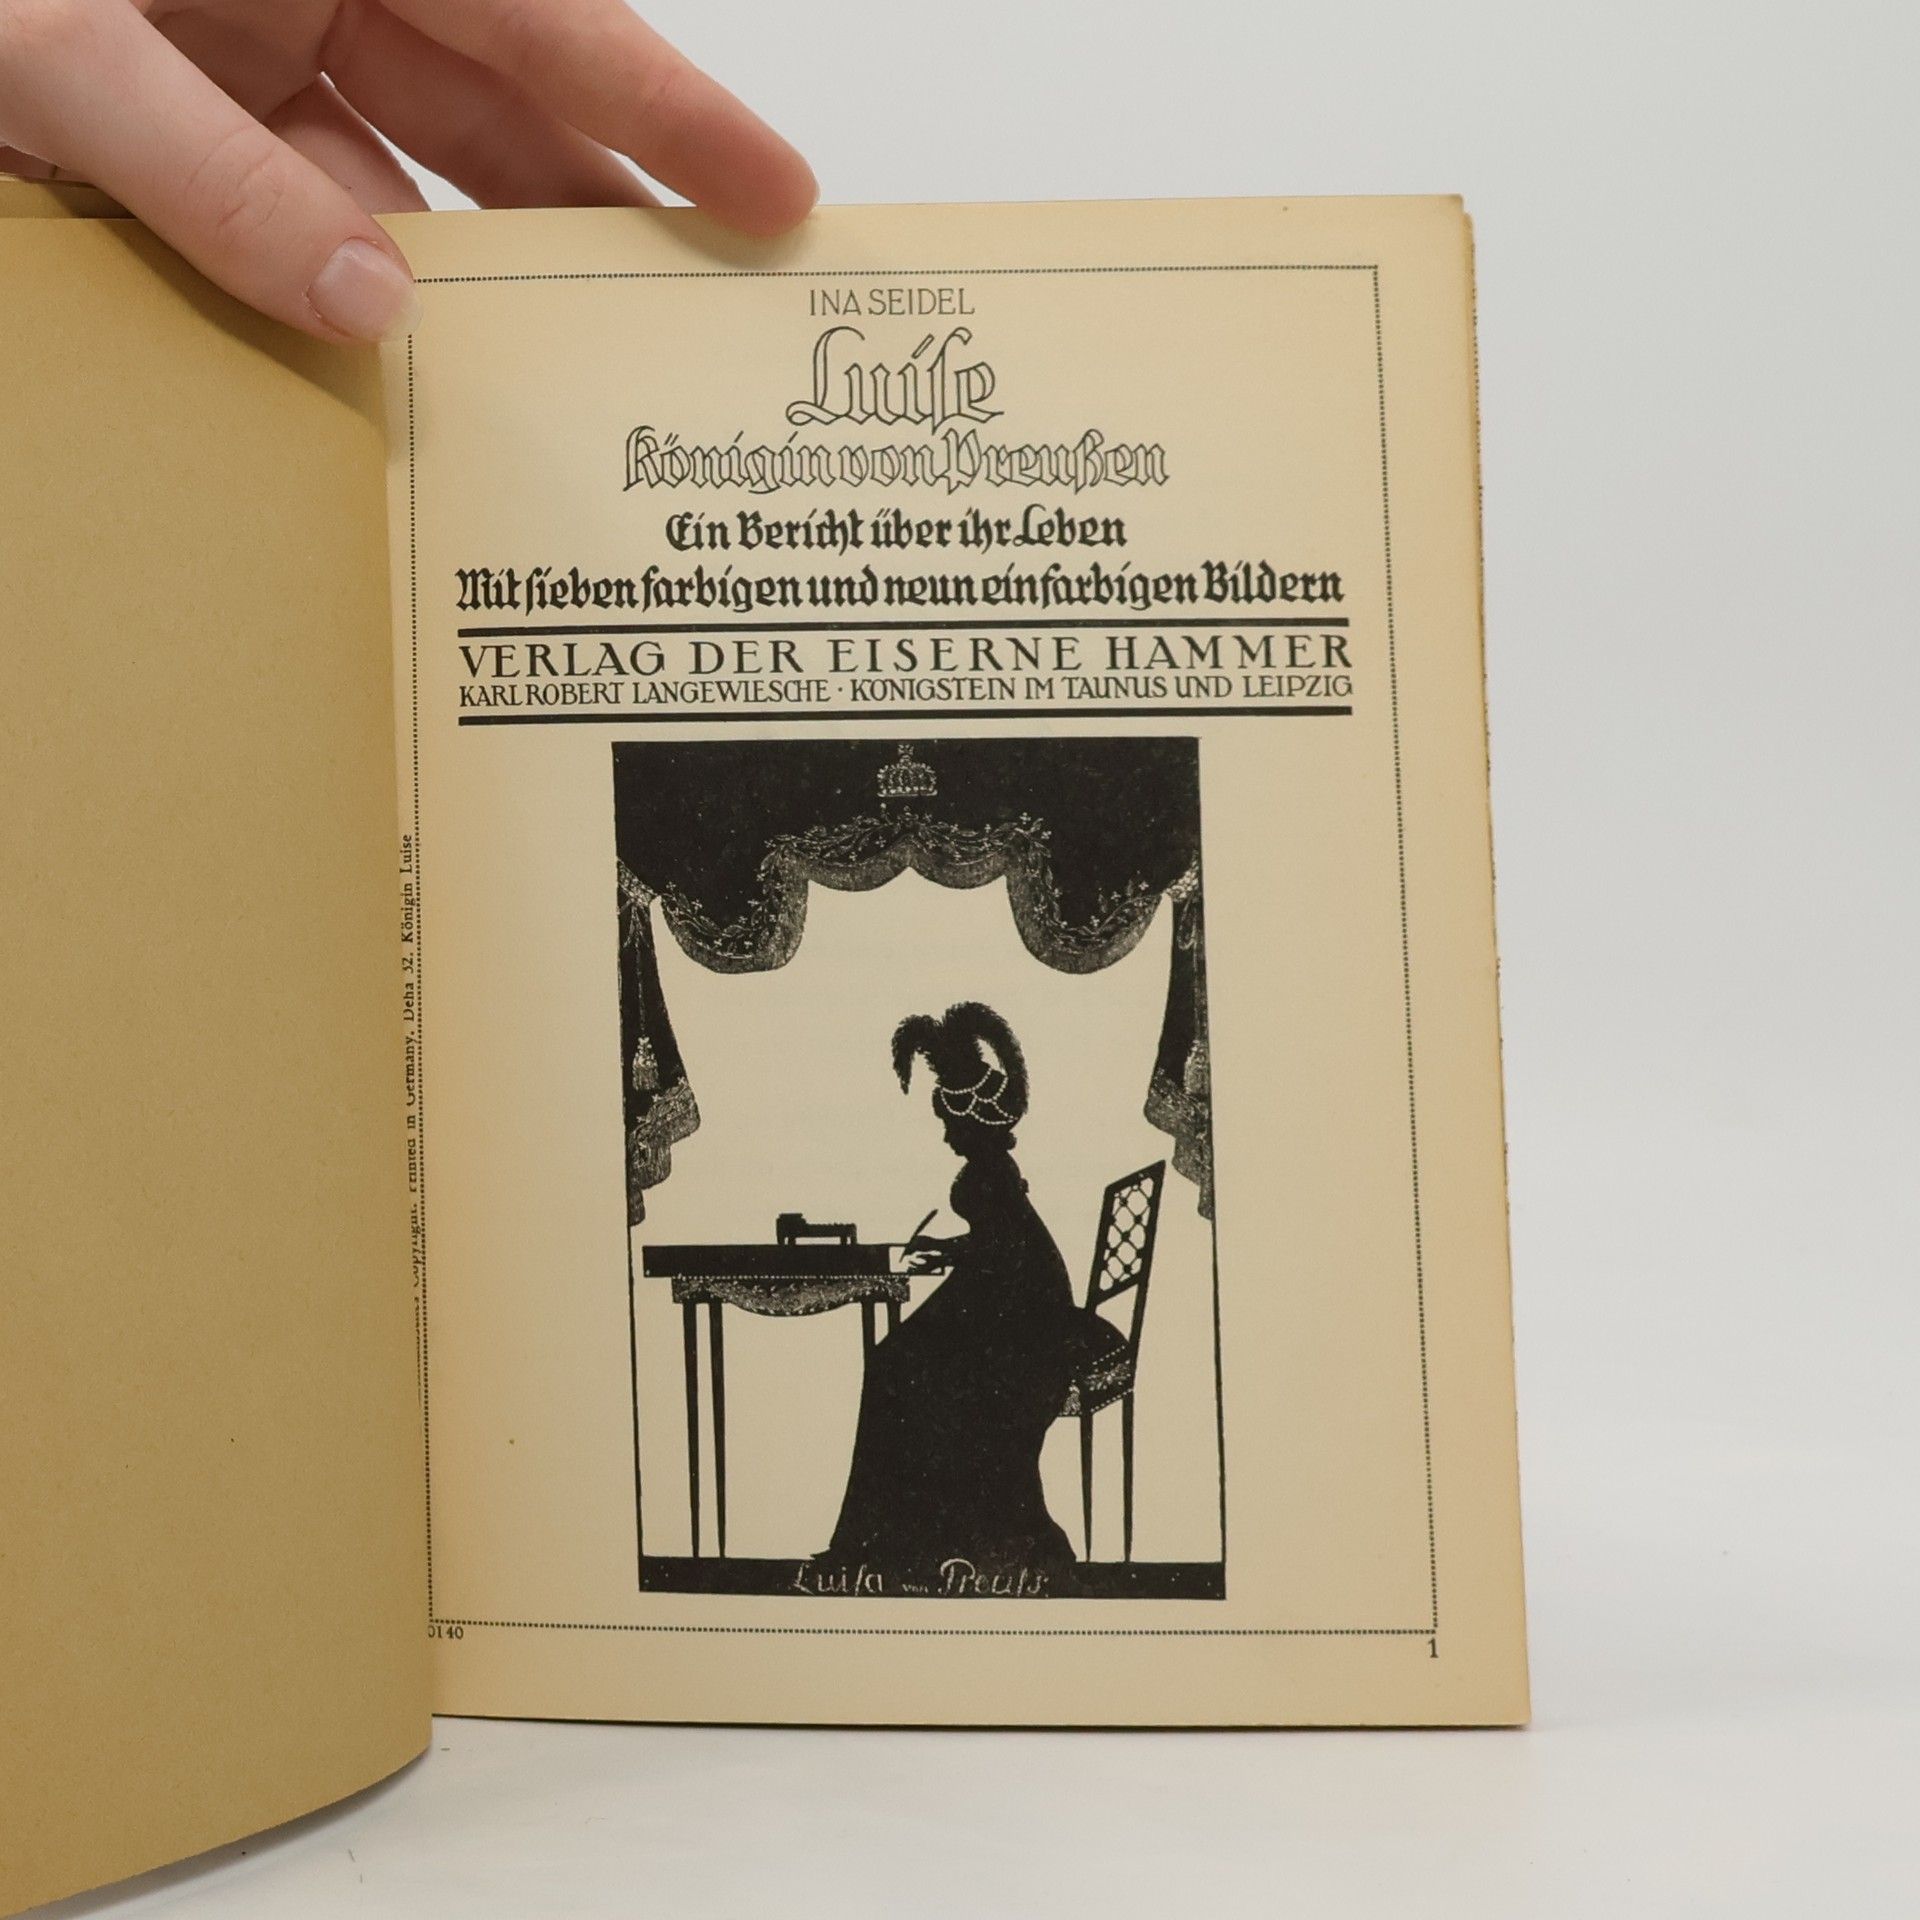 INA SEIDEL
Luiſe
Königin von Preußen
Ein Bericht über ihr Leben
Mit ſieben farbigen und neun einfarbigen Bildern
VERLAG DER EISERNE HAMMER
KARL ROBERT LANGEWIESCHE · KÖNIGSTEIN IM TAUNUS UND LEIPZIG
Copyright. Printed in Germany. Deha 32. Königin Luise
Luiſa von Preuſs.
0140
1